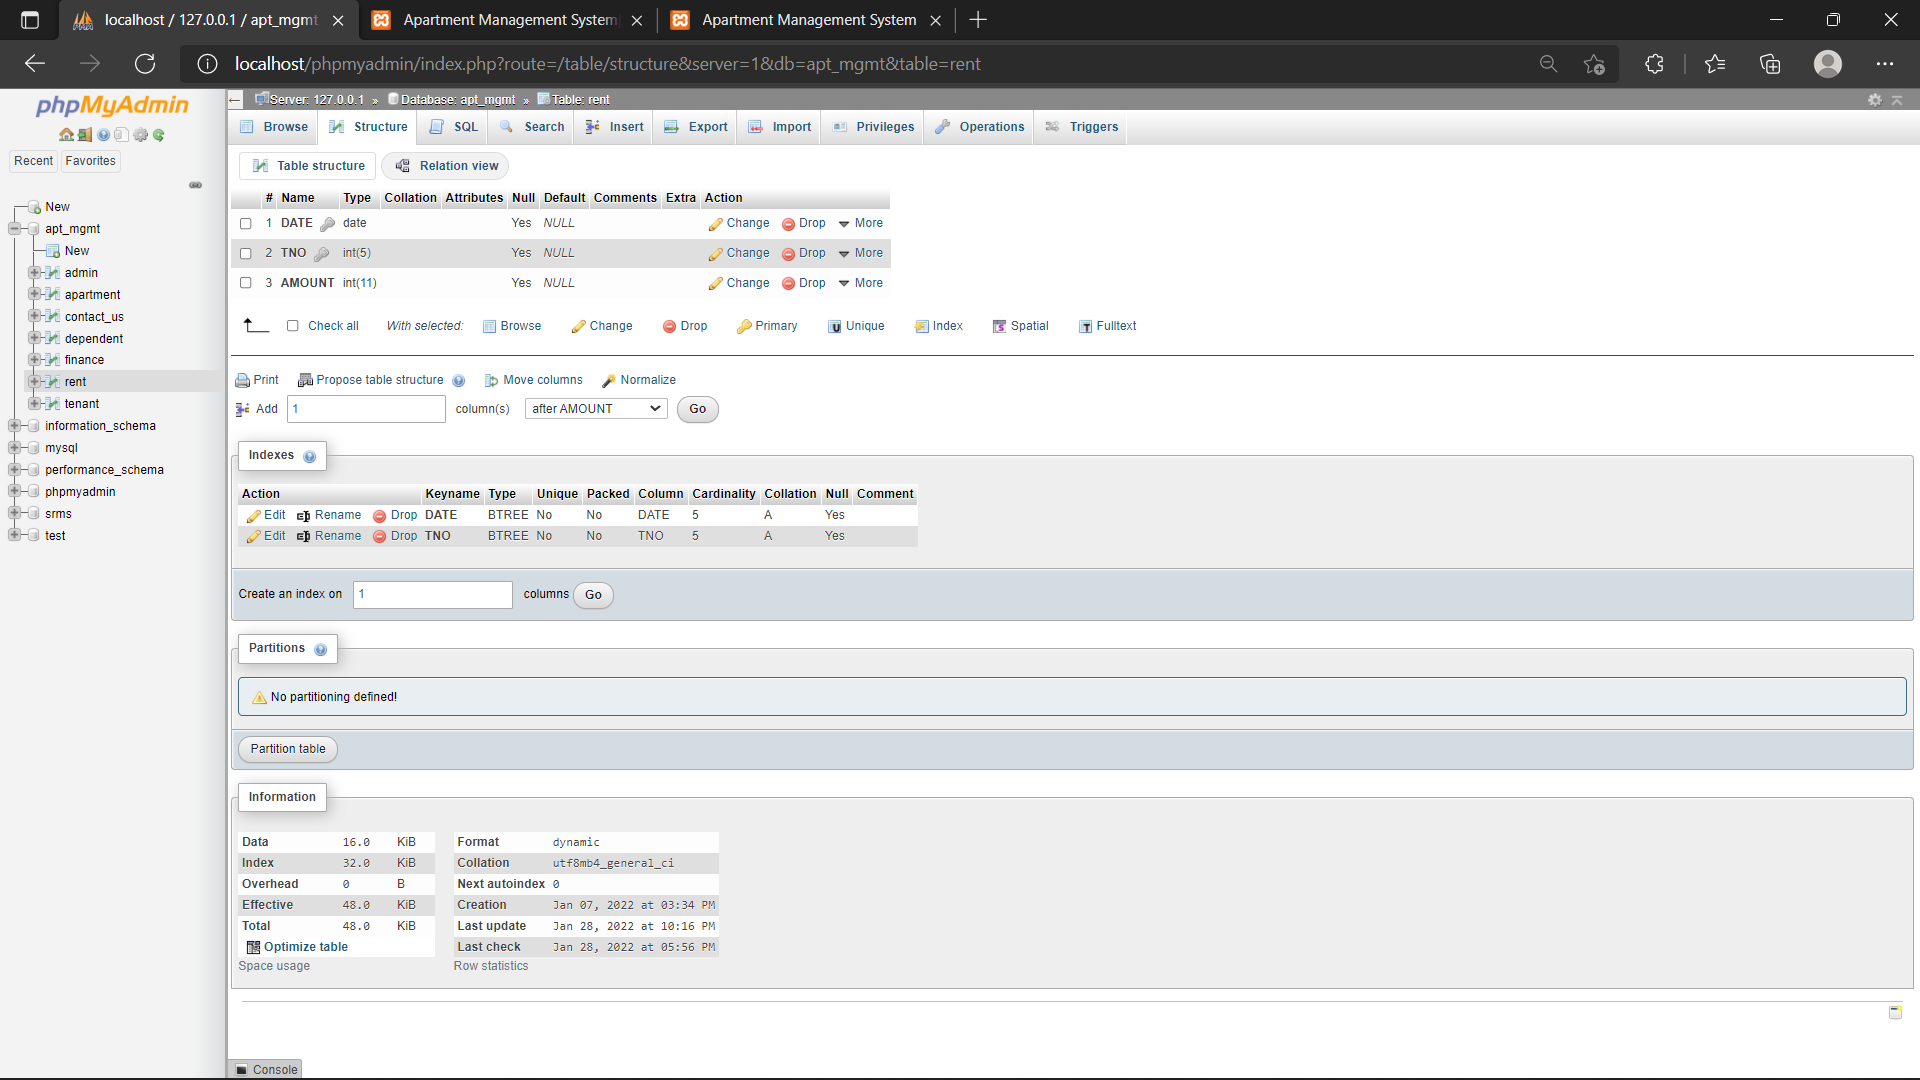 localhost / 127.0.0.1 / apt_mgmt
Apartment Management System
Apartment Management System
localhost/phpmyadmin/index.php?route=/table/structure&server=1&db=apt_mgmt&table=rent
phpMyAdmin
Recent Favorites
New
apt_mgmt
New
admin
apartment
contact_us
dependent
finance
rent
tenant
information_schema
mysql
performance_schema
phpmyadmin
srms
test
Server: 127.0.0.1 » Database: apt_mgmt » Table: rent
Browse Structure SQL Search Insert Export Import Privileges Operations Triggers
Table structure Relation view
# Name Type Collation Attributes Null Default Comments Extra Action
1 DATE date Yes NULL Change Drop More
2 TNO int(5) Yes NULL Change Drop More
3 AMOUNT int(11) Yes NULL Change Drop More
Check all With selected: Browse Change Drop Primary Unique Index Spatial Fulltext
Print Propose table structure Move columns Normalize
Add 1 column(s) after AMOUNT Go
Indexes
Action Keyname Type Unique Packed Column Cardinality Collation Null Comment
Edit Rename Drop DATE BTREE No No DATE 5 A Yes
Edit Rename Drop TNO BTREE No No TNO 5 A Yes
Create an index on 1 columns Go
Partitions
No partitioning defined!
Partition table
Information
Data 16.0 KiB
Index 32.0 KiB
Overhead 0 B
Effective 48.0 KiB
Total 48.0 KiB
Optimize table
Space usage
Format dynamic
Collation utf8mb4_general_ci
Next autoindex 0
Creation Jan 07, 2022 at 03:34 PM
Last update Jan 28, 2022 at 10:16 PM
Last check Jan 28, 2022 at 05:56 PM
Row statistics
Console